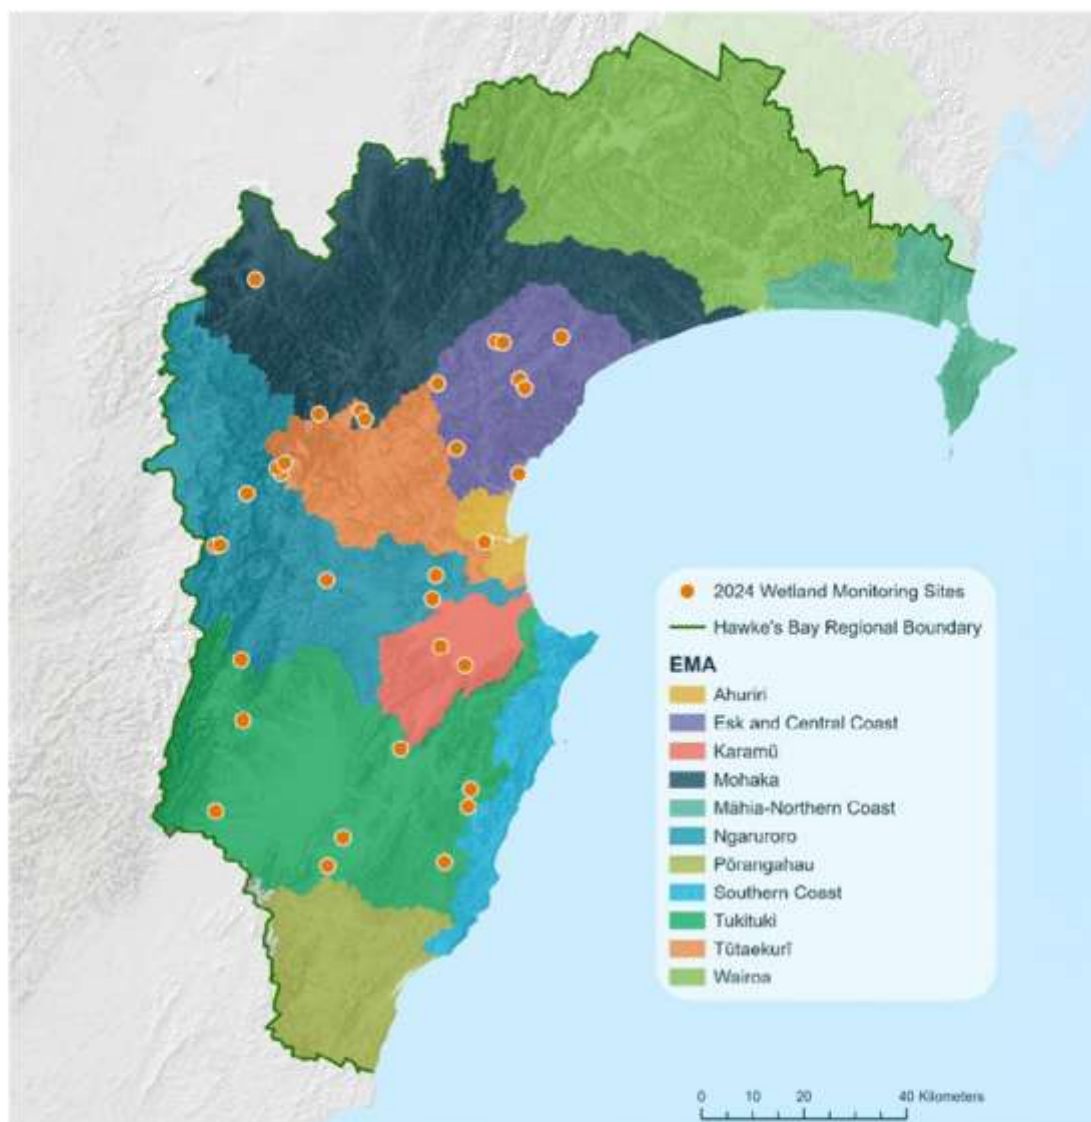 2024 Wetland Monitoring Sites
Hawke's Bay Regional Boundary
EMA
Ahuriri
Esk and Central Coast
Karamū
Mohaka
Māhia-Northern Coast
Ngaruroro
Pōrangahau
Southern Coast
Tukituki
Tūtaekurī
Wairoa
0 10 20 40 Kilometers